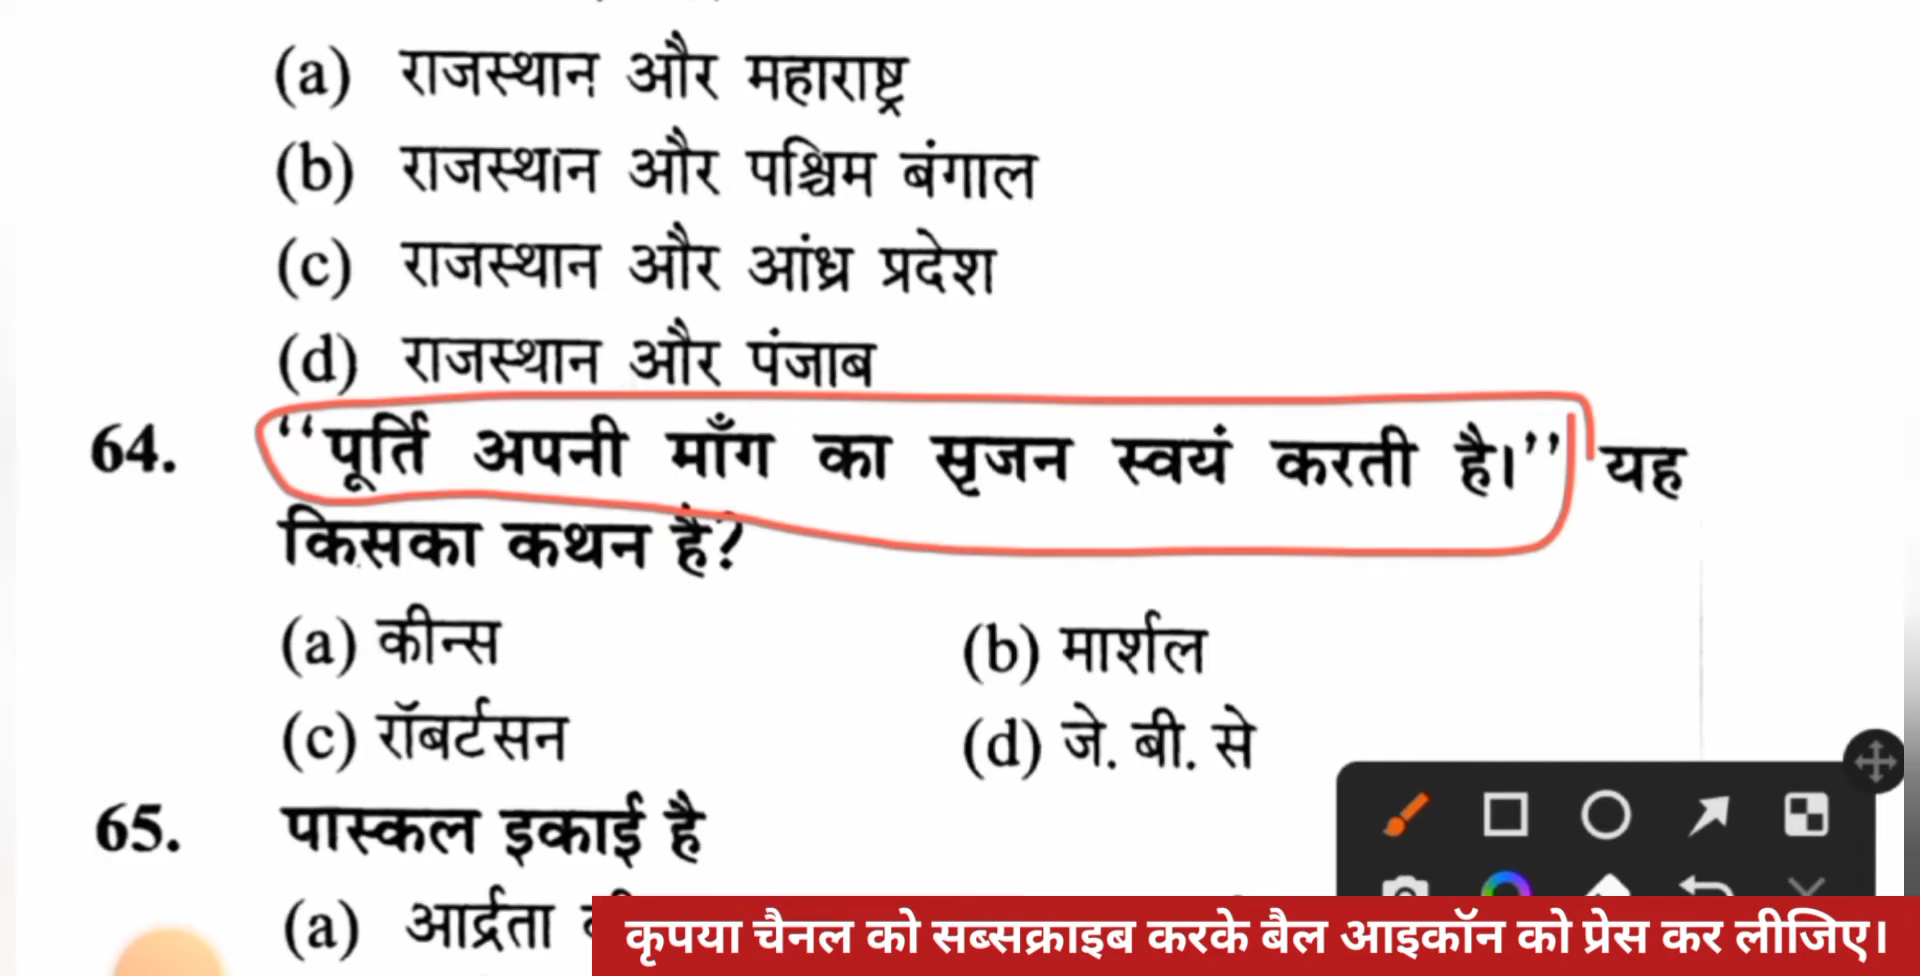 (a) राजस्थान और महाराष्ट्र
(b) राजस्थान और पश्चिम बंगाल
(c) राजस्थान और आंध्र प्रदेश
(d) राजस्थान और पंजाब
64. ‘‘पूर्ति अपनी माँग का सृजन स्वयं करती है।’’ यह
किसका कथन है?
(a) कीन्स (b) मार्शल
(c) रॉबर्टसन (d) जे. बी. से
65. पास्कल इकाई है
(a) आर्द्रता
कृपया चैनल को सब्सक्राइब करके बैल आइकॉन को प्रेस कर लीजिए।